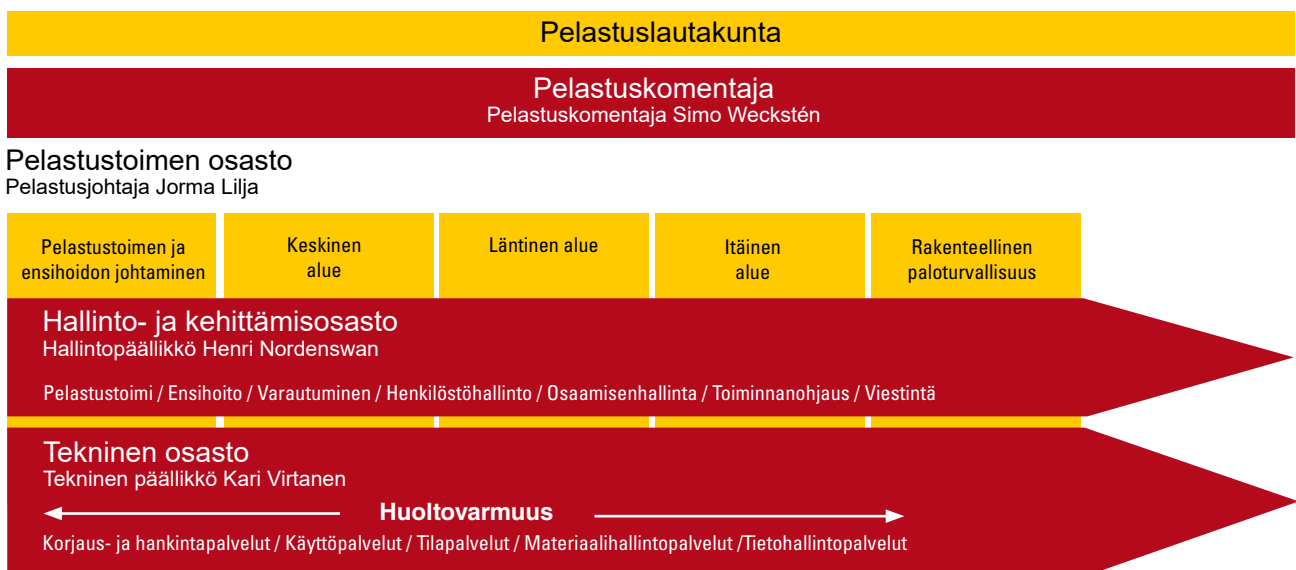 Pelastuslautakunta
Pelastuskomentaja
Pelastuskomentaja Simo Weckstén
Pelastustoimen osasto
Pelastusjohtaja Jorma Lilja
Pelastustoimen ja
ensihoidon johtaminen
Keskinen
alue
Läntinen alue
Itäinen
alue
Rakenteellinen
paloturvallisuus
Hallinto- ja kehittämisosasto
Hallintopäällikkö Henri Nordenswan
Pelastustoimi / Ensihoito / Varautuminen / Henkilöstöhallinto / Osaamisenhallinta / Toiminnanohjaus / Viestintä
Tekninen osasto
Tekninen päällikkö Kari Virtanen
Huoltovarmuus
Korjaus- ja hankintapalvelut / Käyttöpalvelut / Tilapalvelut / Materiaalihallintopalvelut /Tietohallintopalvelut